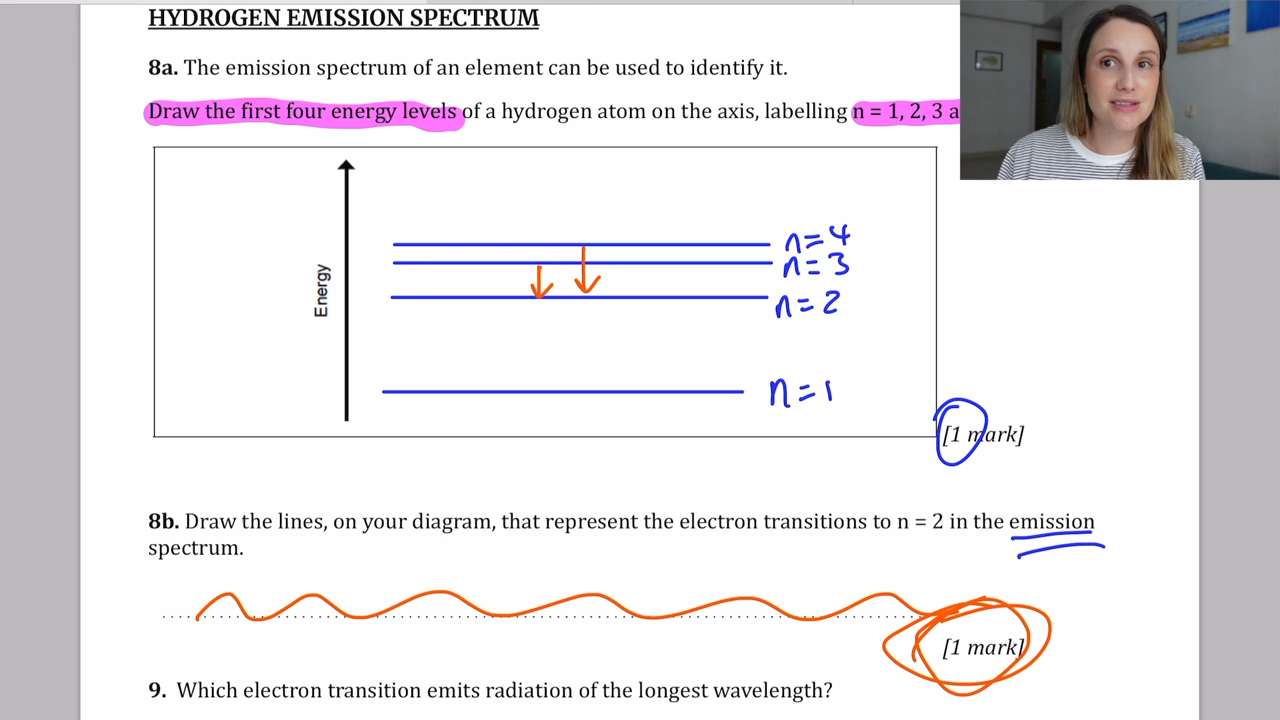 HYDROGEN EMISSION SPECTRUM
8a. The emission spectrum of an element can be used to identify it.
Draw the first four energy levels of a hydrogen atom on the axis, labelling n = 1, 2, 3 a
Energy
n=4
n=3
n=2
n=1
[1 mark]
8b. Draw the lines, on your diagram, that represent the electron transitions to n = 2 in the emission
spectrum.
[1 mark]
9. Which electron transition emits radiation of the longest wavelength?